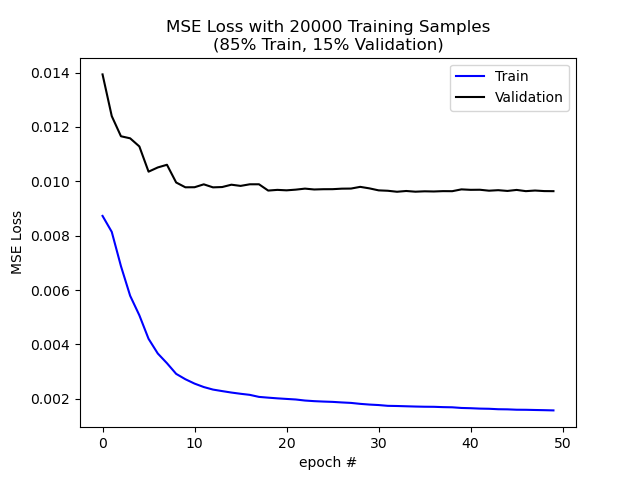 MSE Loss with 20000 Training Samples
(85% Train, 15% Validation)
Train
Validation
0.014
0.012
0.010
0.008
0.006
0.004
0.002
MSE Loss
0 10 20 30 40 50
epoch #